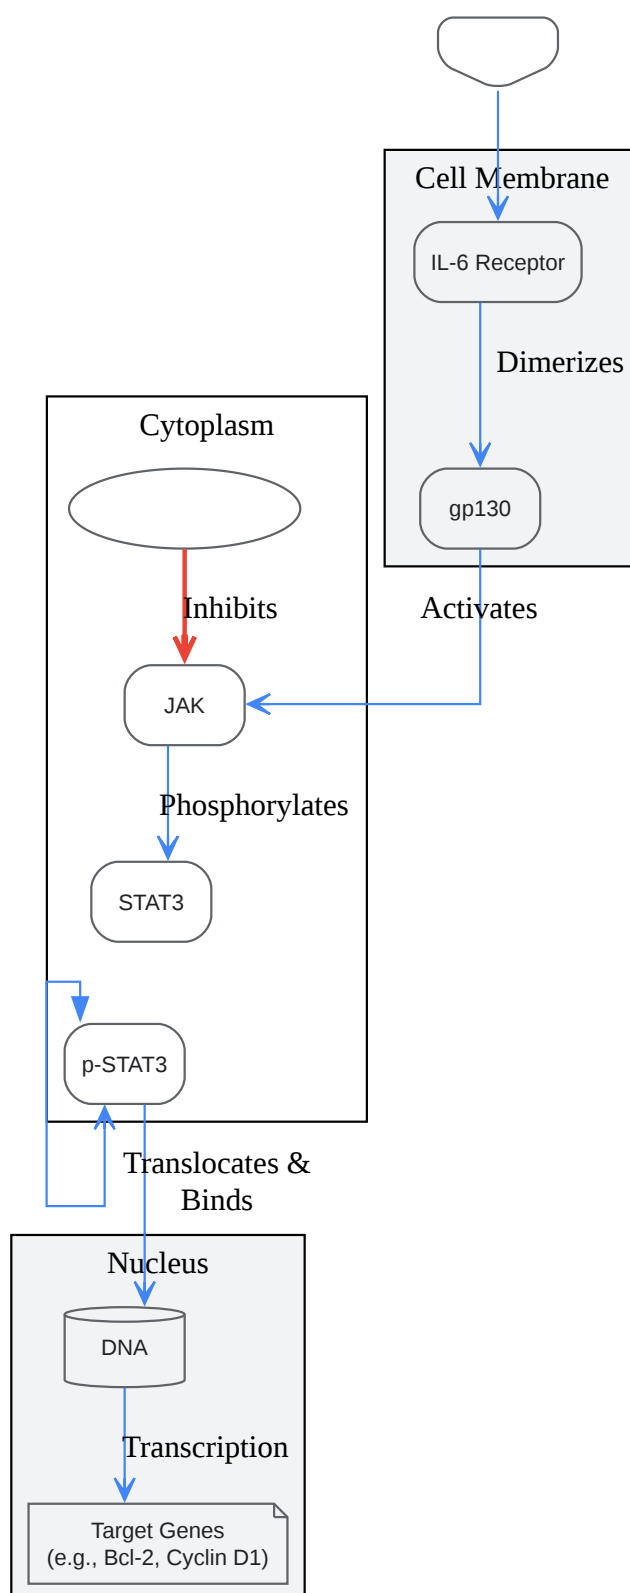 Cell Membrane
IL-6 Receptor
Dimerizes
gp130
Activates
Cytoplasm
Inhibits
JAK
Phosphorylates
STAT3
p-STAT3
Translocates &
Binds
Nucleus
DNA
Transcription
Target Genes
(e.g., Bcl-2, Cyclin D1)